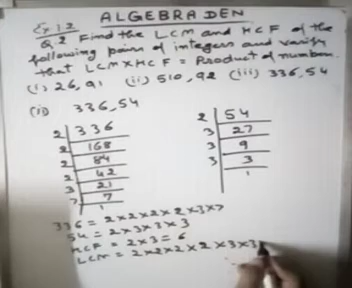 ALGEBRA DEN
Ex 1.2
Q.2 Find the LCM and HCF of the
following pairs of integers and verify
that LCM X HCF = Product of numbers.
(i) 26, 91 (ii) 510, 92 (iii) 336, 54
(iii) 336, 54
2 336
2 168
2 84
2 42
3 21
7 7
1
2 54
3 27
3 9
3 3
1
336 = 2×2×2×2×3×7
54 = 2×3×3×3
HCF = 2×3 = 6
LCM = 2×2×2×2×3×3